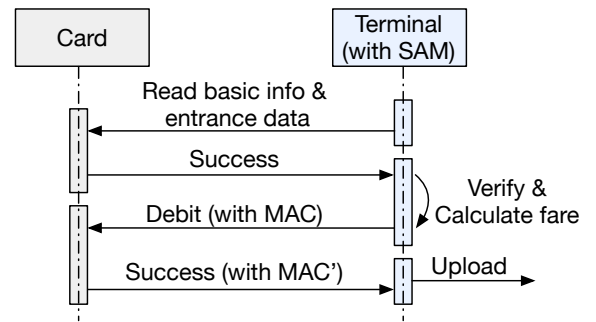 Card
Terminal
(with SAM)
Read basic info &
entrance data
Success
Verify &
Calculate fare
Debit (with MAC)
Success (with MAC’)
Upload